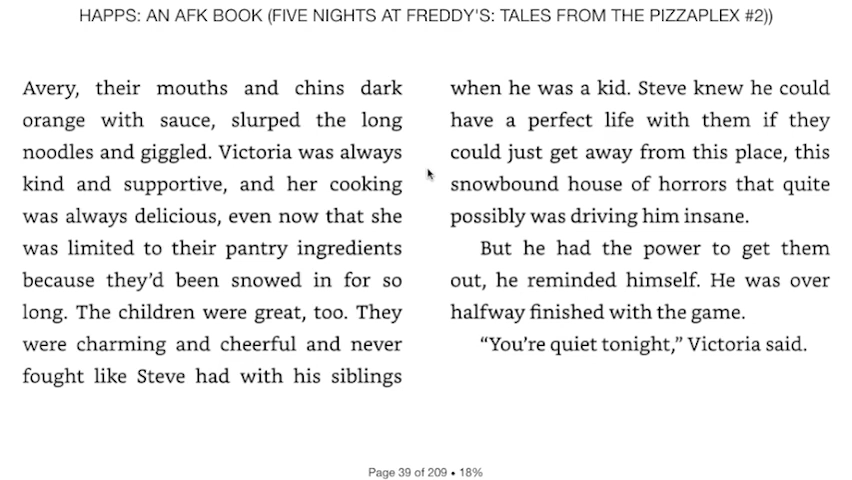 HAPPS: AN AFK BOOK (FIVE NIGHTS AT FREDDY'S: TALES FROM THE PIZZAPLEX #2))
Avery, their mouths and chins dark
orange with sauce, slurped the long
noodles and giggled. Victoria was always
kind and supportive, and her cooking
was always delicious, even now that she
was limited to their pantry ingredients
because they’d been snowed in for so
long. The children were great, too. They
were charming and cheerful and never
fought like Steve had with his siblings
when he was a kid. Steve knew he could
have a perfect life with them if they
could just get away from this place, this
snowbound house of horrors that quite
possibly was driving him insane.
But he had the power to get them
out, he reminded himself. He was over
halfway finished with the game.
“You’re quiet tonight,” Victoria said.
Page 39 of 209 • 18%